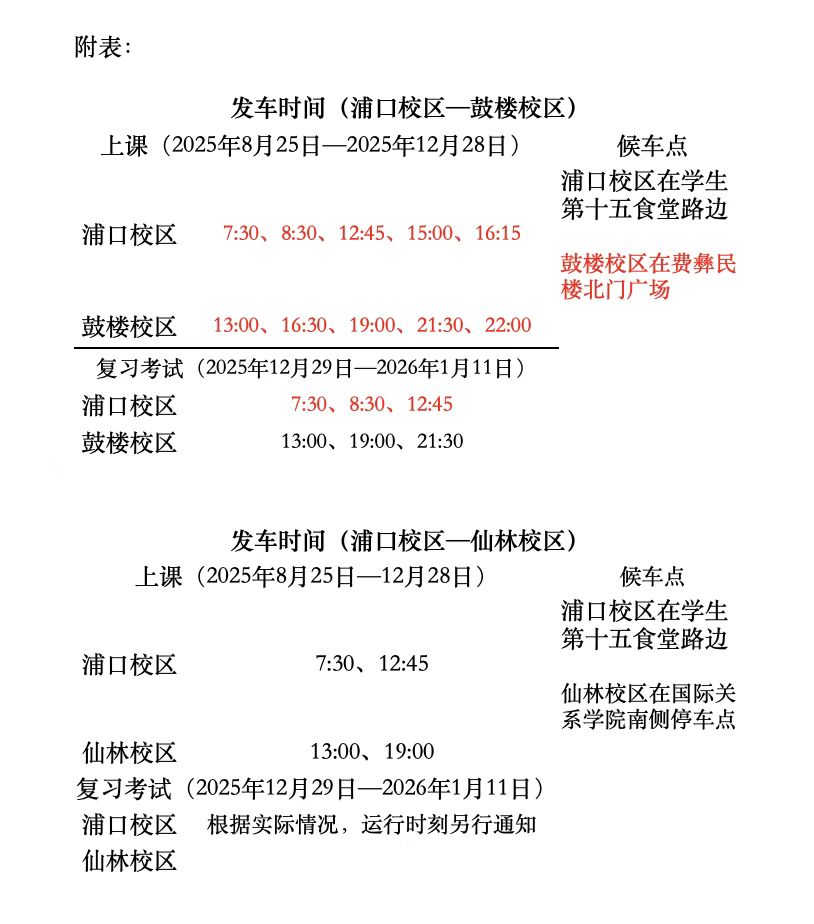 附表：
发车时间（浦口校区—鼓楼校区）
上课（2025年8月25日—2025年12月28日） 候车点
浦口校区在学生
第十五食堂路边
浦口校区 7:30、8:30、12:45、15:00、16:15
鼓楼校区在费彝民
楼北门广场
鼓楼校区 13:00、16:30、19:00、21:30、22:00
复习考试（2025年12月29日—2026年1月11日）
浦口校区 7:30、8:30、12:45
鼓楼校区 13:00、19:00、21:30
发车时间（浦口校区—仙林校区）
上课（2025年8月25日—12月28日） 候车点
浦口校区在学生
第十五食堂路边
浦口校区 7:30、12:45
仙林校区在国际关
系学院南侧停车点
仙林校区 13:00、19:00
复习考试（2025年12月29日—2026年1月11日）
浦口校区 根据实际情况，运行时刻另行通知
仙林校区